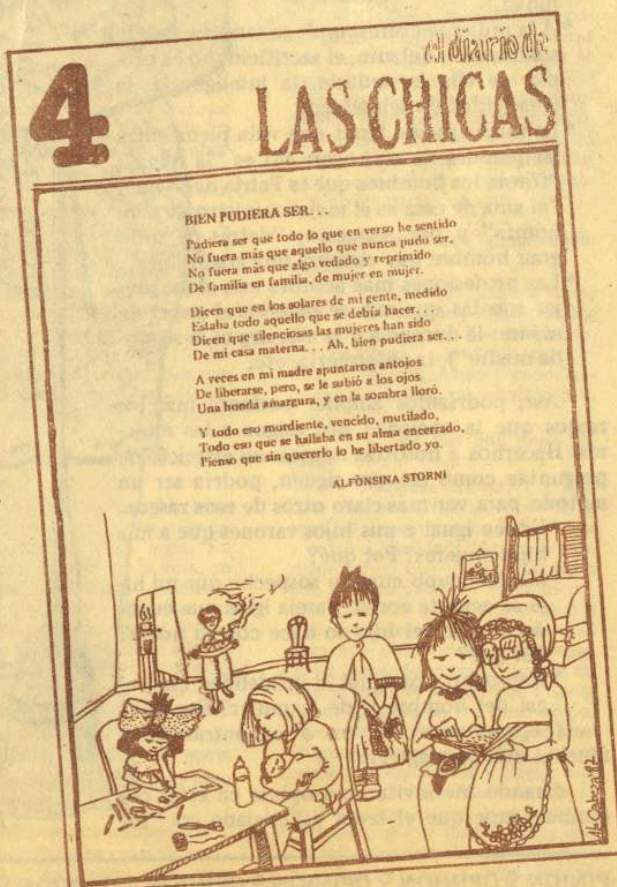 4
el diario de
LAS CHICAS
BIEN PUDIERA SER...
Pudiera ser que todo lo que en verso he sentido
No fuera más que aquello que nunca pudo ser,
No fuera más que algo vedado y reprimido
De familia en familia, de mujer en mujer.
Dicen que en los solares de mi gente, medido
Estaba todo aquello que se debía hacer. . .
Dicen que silenciosas las mujeres han sido
De mi casa materna. . . Ah, bien pudiera ser. . .
A veces en mi madre apuntaron antojos
De liberarse, pero, se le subió a los ojos
Una honda amargura, y en la sombra lloró.
Y todo eso mordiente, vencido, mutilado,
Todo eso que se hallaba en su alma encerrado,
Pienso que sin quererlo lo he libertado yo.
ALFONSINA STORNI